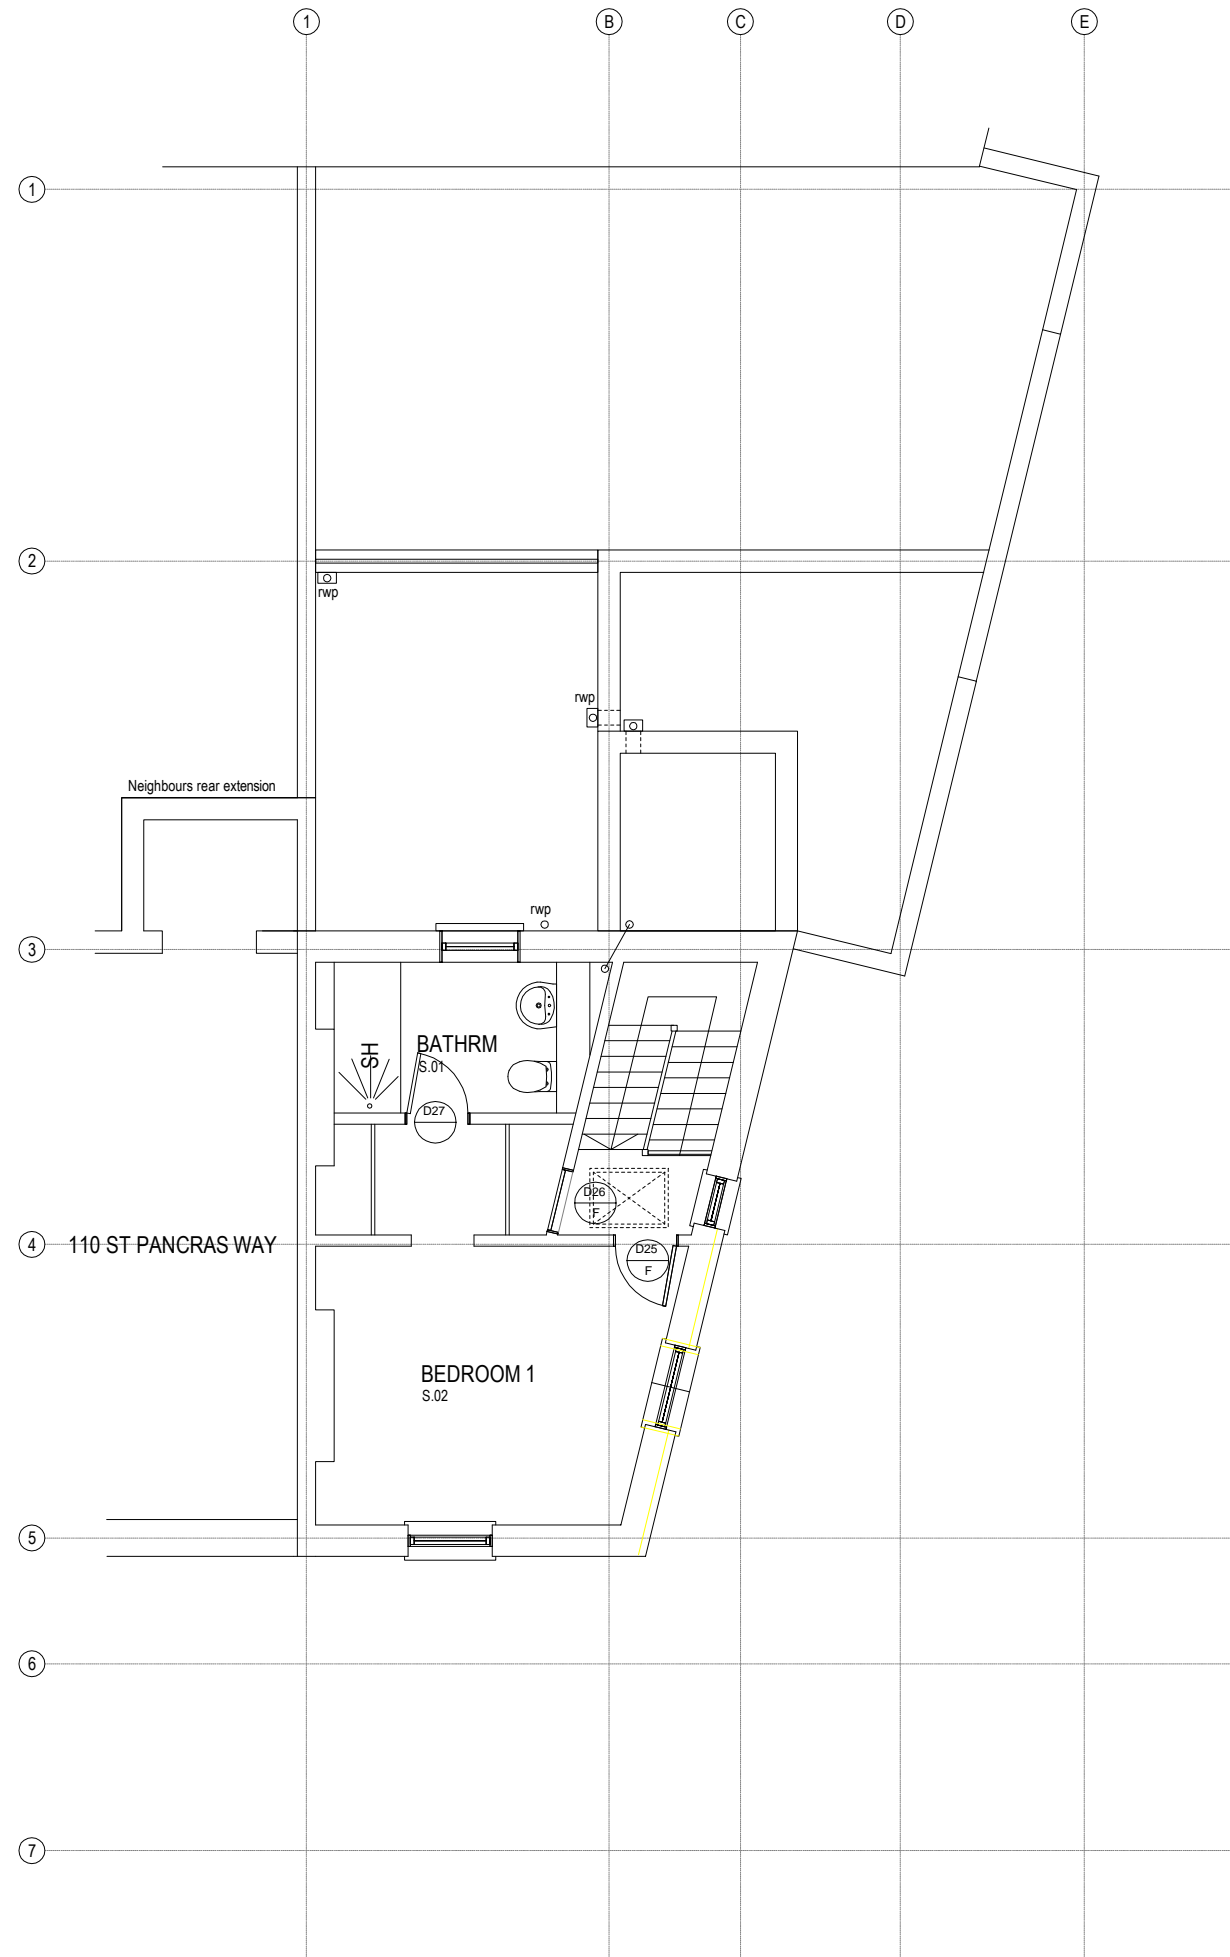 1
B
C
D
E
1
2
rwp
rwp
Neighbours rear extension
rwp
3
BATHRM
S.01
SH
D27
D26
F
4
110 ST PANCRAS WAY
D25
F
BEDROOM 1
S.02
5
6
7